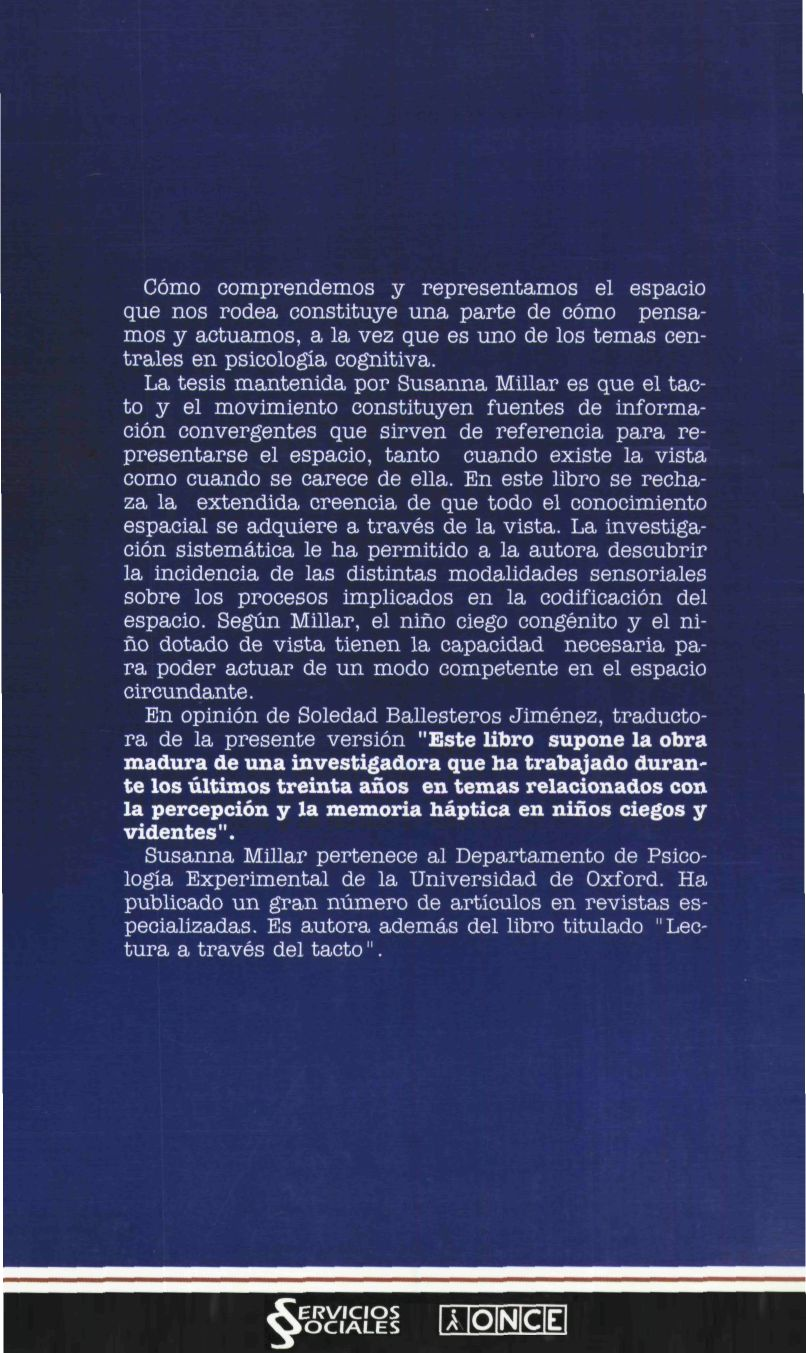 Cómo comprendemos y representamos el espacio
que nos rodea constituye una parte de cómo pensa-
mos y actuamos, a la vez que es uno de los temas cen-
trales en psicología cognitiva.
La tesis mantenida por Susanna Millar es que el tac-
to y el movimiento constituyen fuentes de informa-
ción convergentes que sirven de referencia para re-
presentarse el espacio, tanto cuando existe la vista
como cuando se carece de ella. En este libro se recha-
za la extendida creencia de que todo el conocimiento
espacial se adquiere a través de la vista. La investiga-
ción sistemática le ha permitido a la autora descubrir
la incidencia de las distintas modalidades sensoriales
sobre los procesos implicados en la codificación del
espacio. Según Millar, el niño ciego congénito y el ni-
ño dotado de vista tienen la capacidad necesaria pa-
ra poder actuar de un modo competente en el espacio
circundante.
En opinión de Soledad Ballesteros Jiménez, traducto-
ra de la presente versión "Este libro supone la obra
madura de una investigadora que ha trabajado duran-
te los últimos treinta años en temas relacionados con
la percepción y la memoria háptica en niños ciegos y
videntes".
Susanna Millar pertenece al Departamento de Psico-
logía Experimental de la Universidad de Oxford. Ha
publicado un gran número de artículos en revistas es-
pecializadas. Es autora además del libro titulado "Lec-
tura a través del tacto".
SERVICIOS
SOCIALES
ONCE